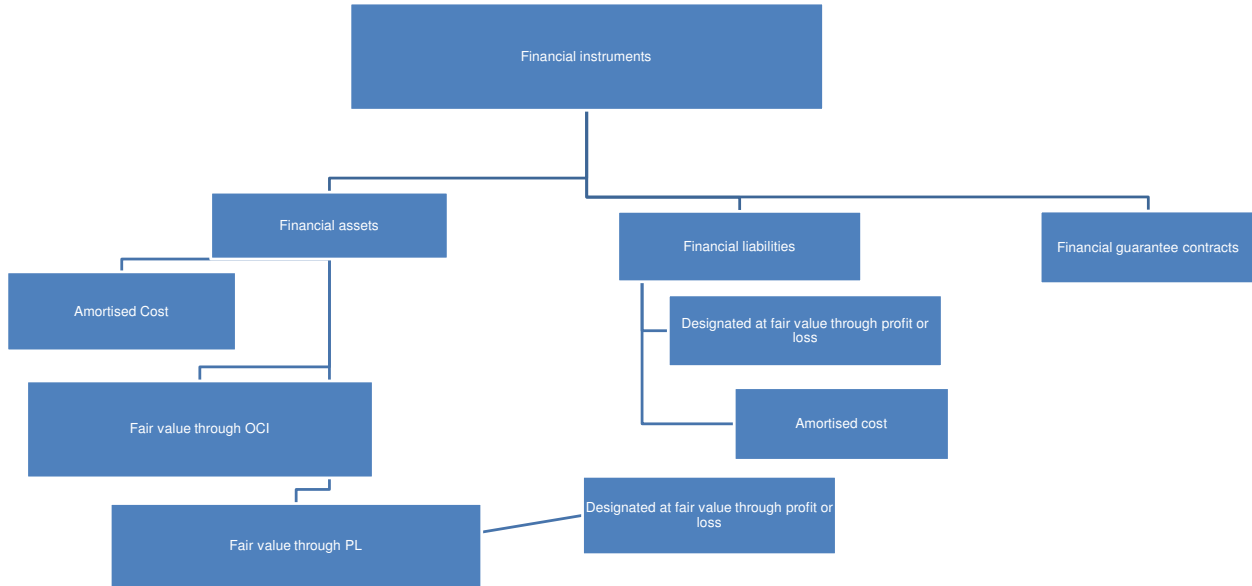 Financial instruments
Financial assets
Financial liabilities
Financial guarantee contracts
Amortised Cost
Designated at fair value through profit or
loss
Fair value through OCI
Amortised cost
Fair value through PL
Designated at fair value through profit or
loss